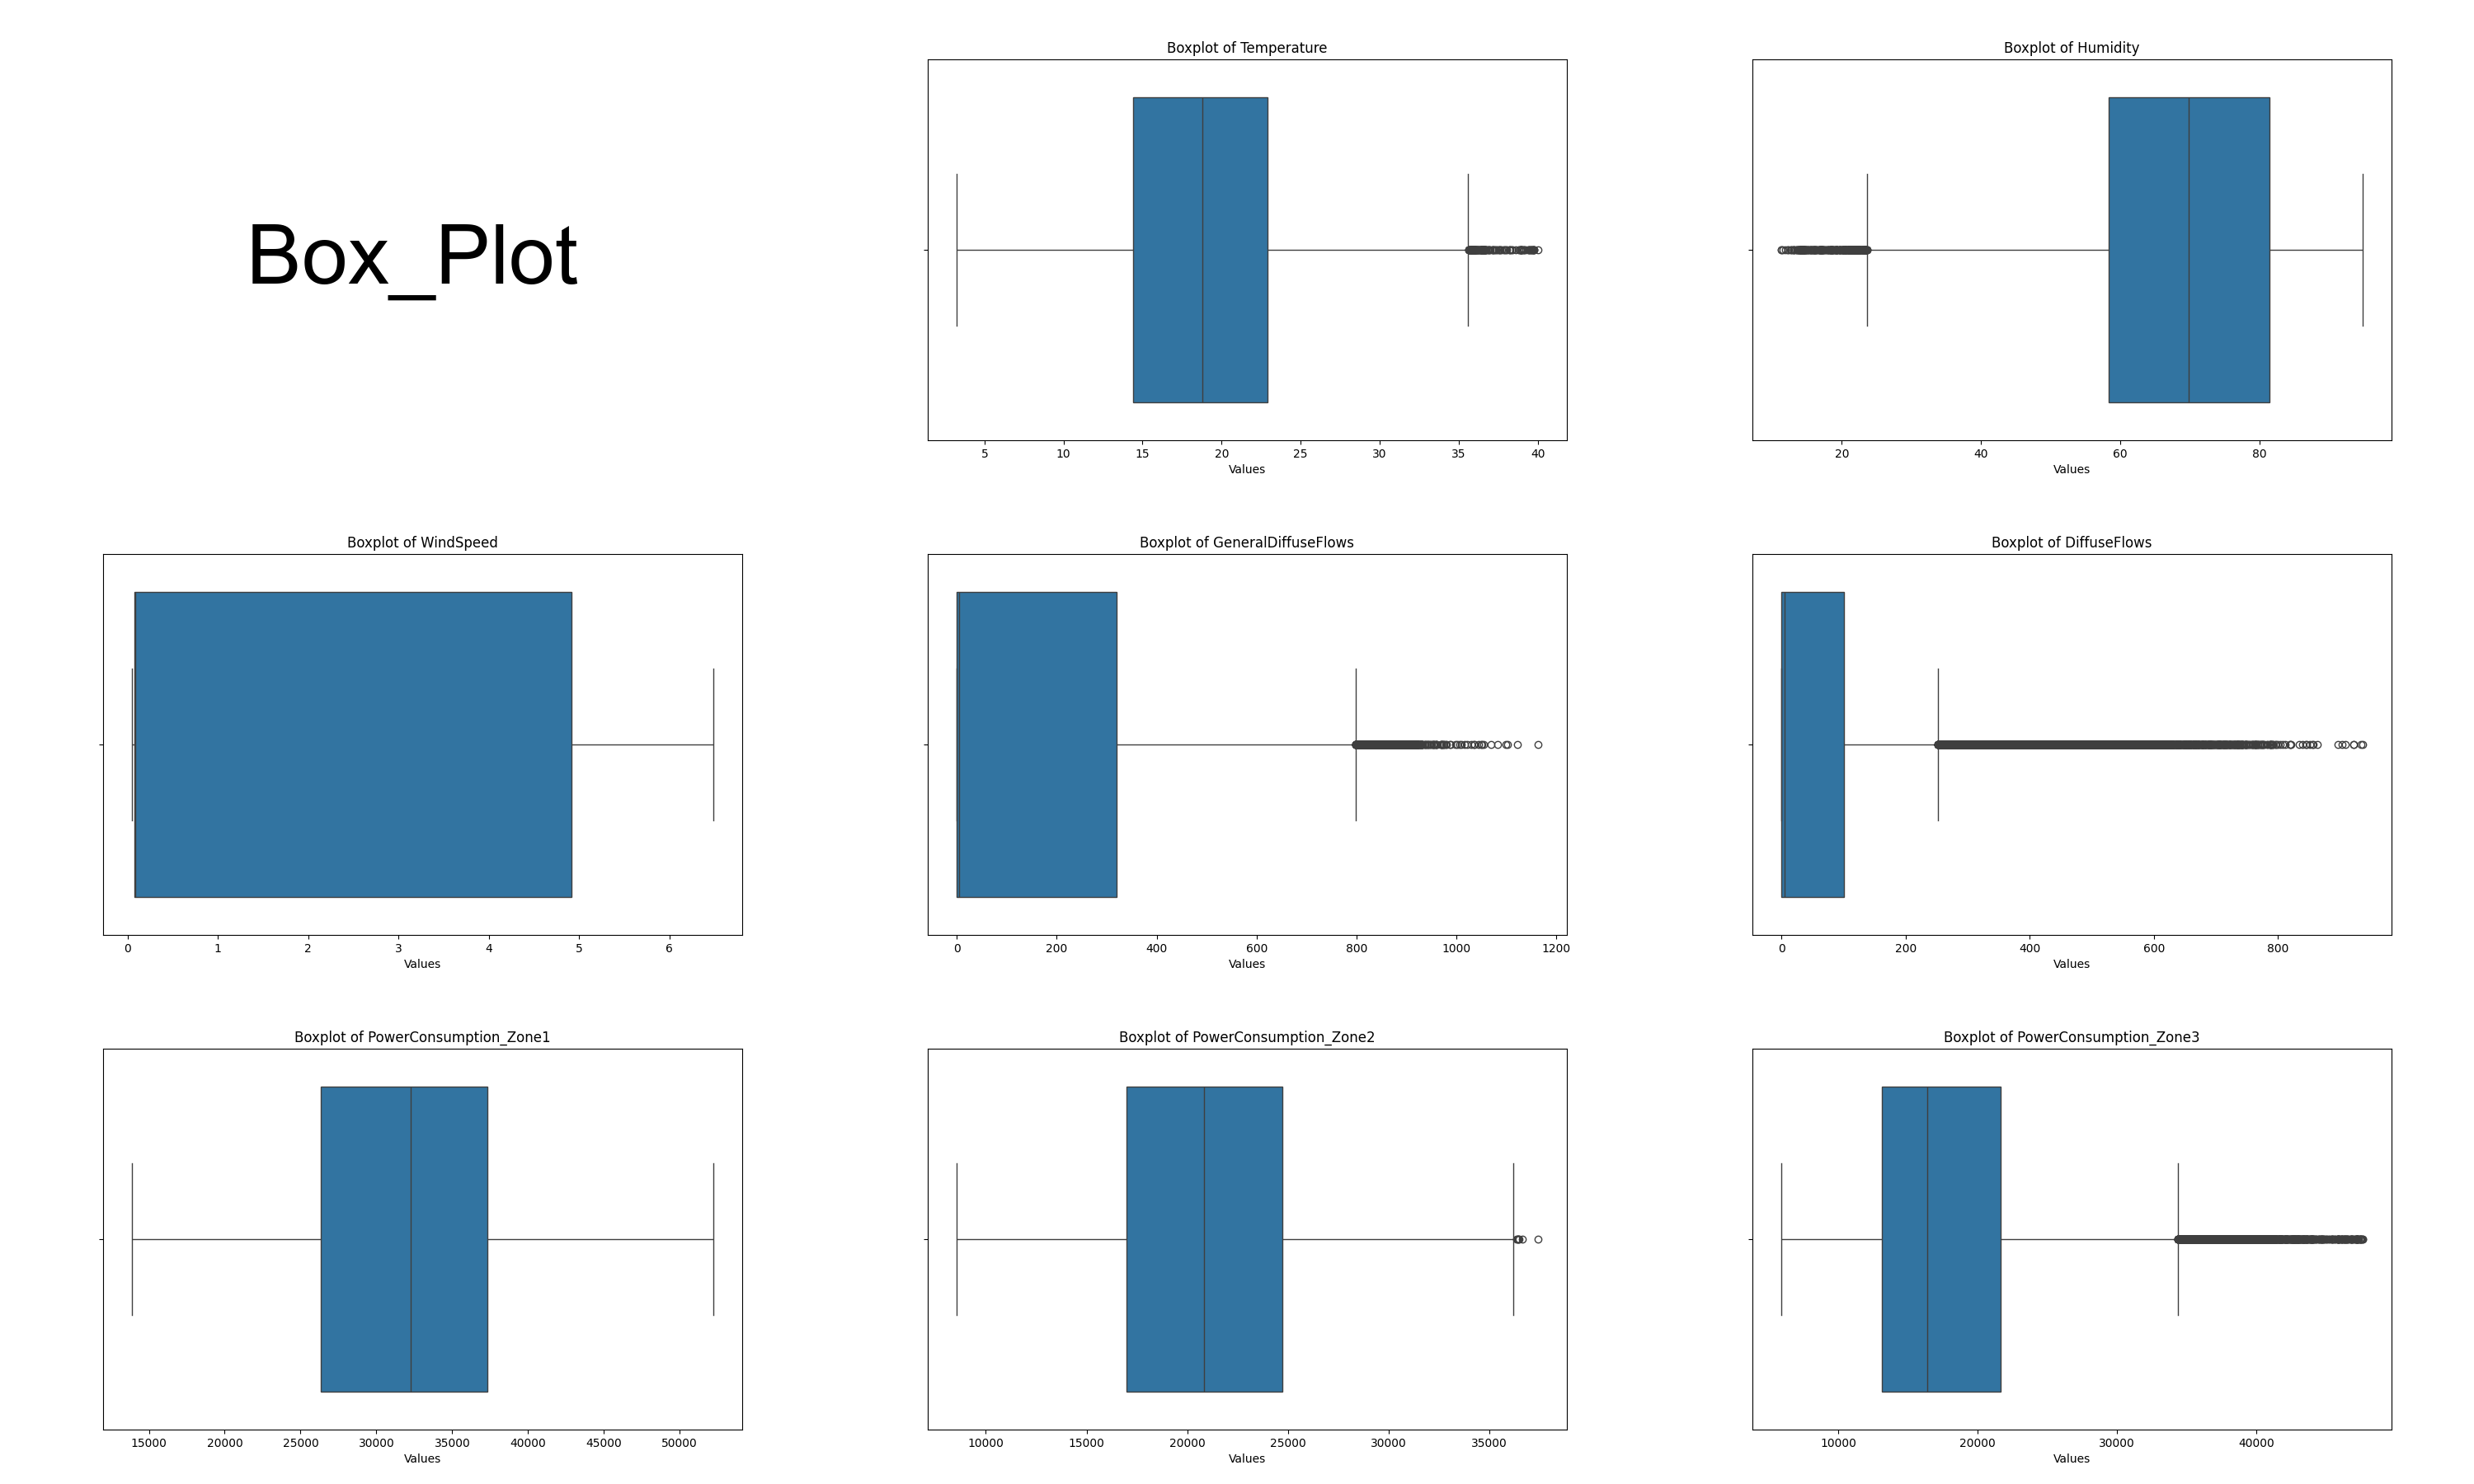 Box_Plot
Boxplot of Temperature
5 10 15 20 25 30 35 40
Values
Boxplot of Humidity
20 40 60 80
Values
Boxplot of WindSpeed
0 1 2 3 4 5 6
Values
Boxplot of GeneralDiffuseFlows
0 200 400 600 800 1000 1200
Values
Boxplot of DiffuseFlows
0 200 400 600 800
Values
Boxplot of PowerConsumption_Zone1
15000 20000 25000 30000 35000 40000 45000 50000
Values
Boxplot of PowerConsumption_Zone2
10000 15000 20000 25000 30000 35000
Values
Boxplot of PowerConsumption_Zone3
10000 20000 30000 40000
Values